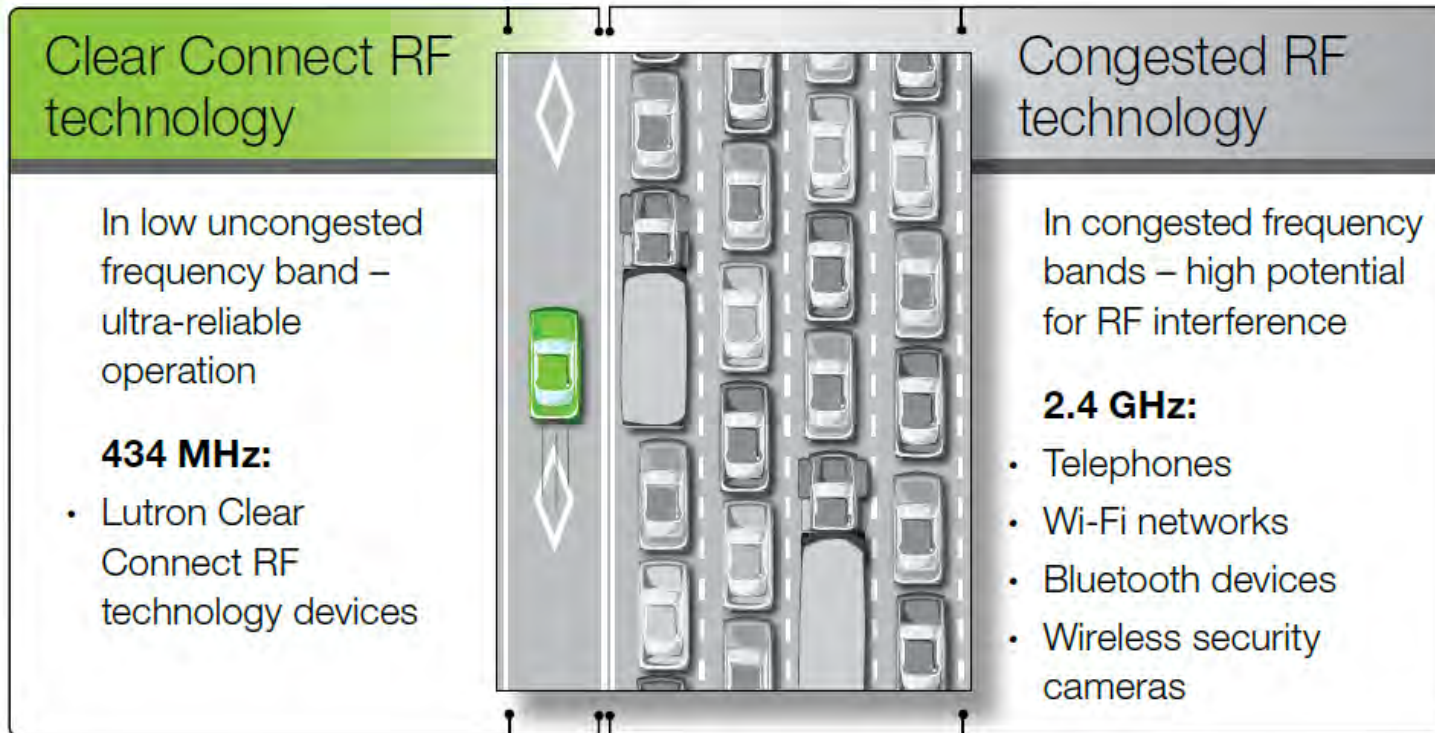 Clear Connect RF
technology
In low uncongested
frequency band –
ultra-reliable
operation
434 MHz:
• Lutron Clear
Connect RF
technology devices
Congested RF
technology
In congested frequency
bands – high potential
for RF interference
2.4 GHz:
• Telephones
• Wi-Fi networks
• Bluetooth devices
• Wireless security
cameras